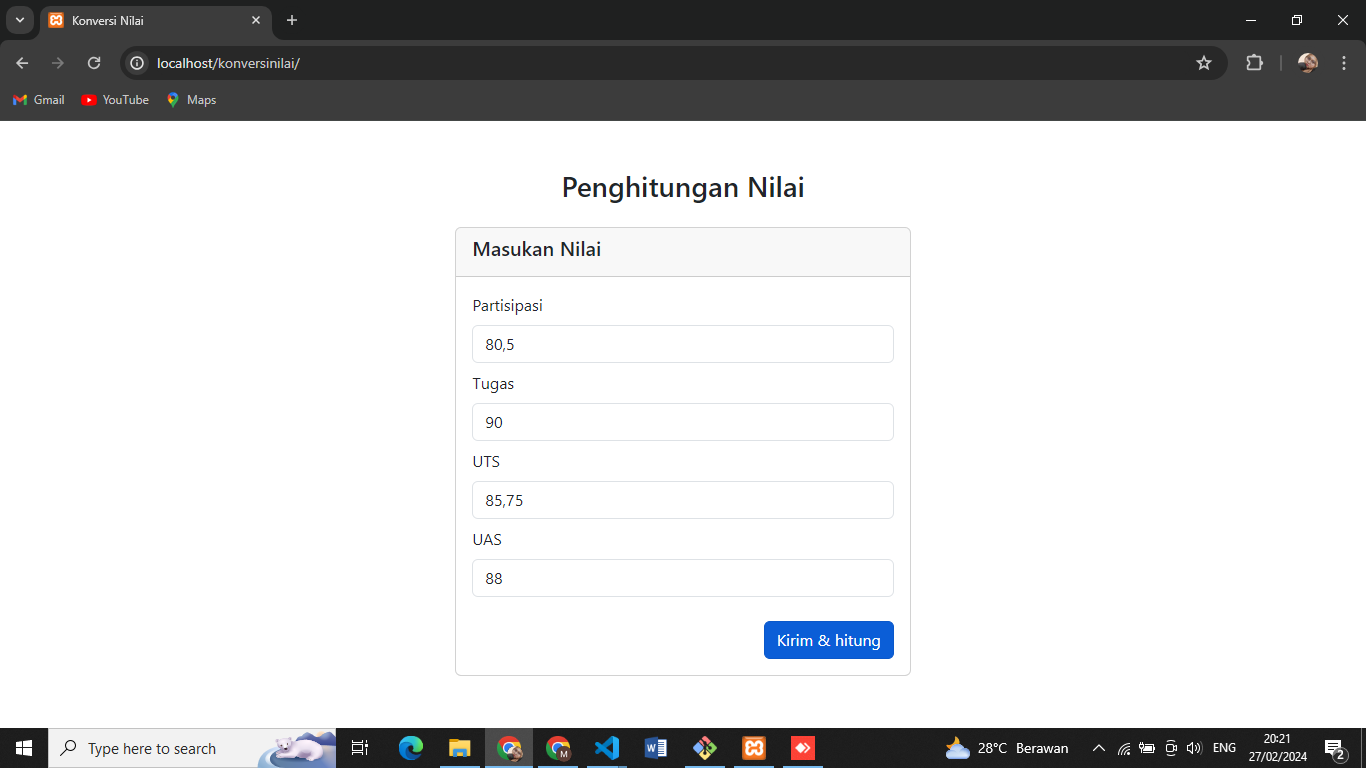 Konversi Nilai
localhost/konversinilai/
Gmail YouTube Maps
Penghitungan Nilai
Masukan Nilai
Partisipasi
80,5
Tugas
90
UTS
85,75
UAS
88
Kirim & hitung
Type here to search
M
28°C Berawan
ENG
20:21
27/02/2024
2